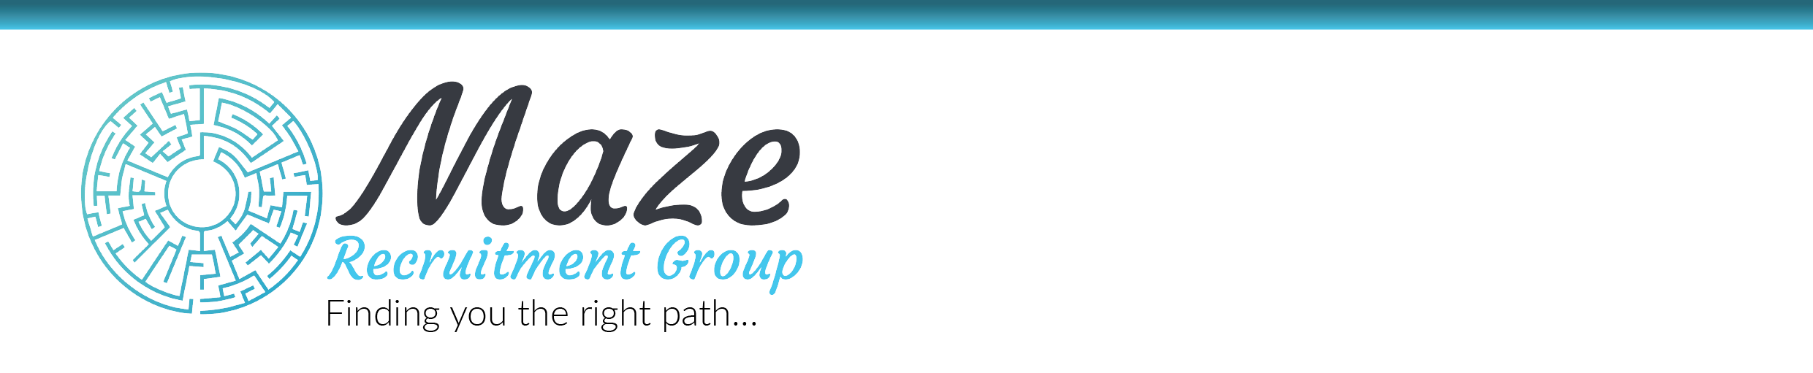 Maze
Recruitment Group
Finding you the right path...